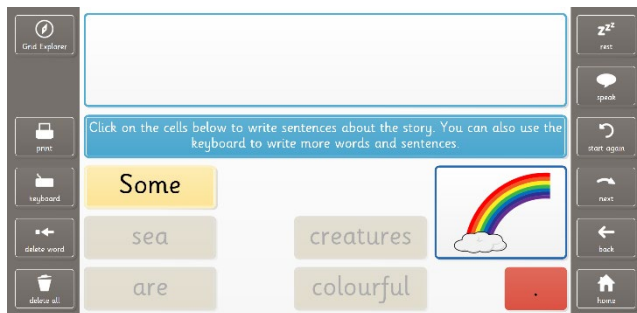 Grid Explorer
print
keyboard
delete word
delete all
Click on the cells below to write sentences about the story. You can also use the
keyboard to write more words and sentences.
Some
sea creatures
are colourful .
zzz
rest
speak
start again
next
back
home